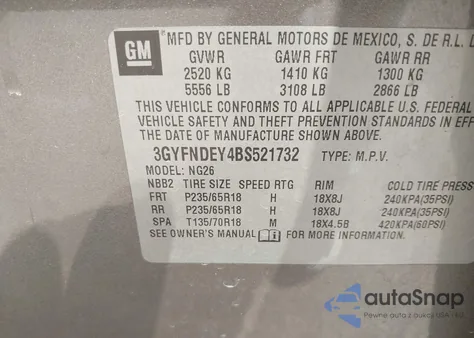 GM
MFD BY GENERAL MOTORS DE MEXICO, S. DE R.L.
GVWR GAWR FRT GAWR RR
2520 KG 1410 KG 1300 KG
5556 LB 3108 LB 2866 LB
THIS VEHICLE CONFORMS TO ALL APPLICABLE U.S. FEDERAL
VEHICLE SAFETY AND THEFT PREVENTION STANDARDS IN EFF
THE DATE OF MANUFACTURE SHOWN ABOVE.
3GYFNDEY4BS521732 TYPE: M.P.V.
MODEL: NG26
NBB2 TIRE SIZE SPEED RTG RIM COLD TIRE PRESS
FRT P235/65R18 H 18X8J 240KPA(35PSI)
RR P235/65R18 H 18X8J 240KPA(35PSI)
SPA T135/70R18 M 18X4.5B 420KPA(60PSI)
SEE OWNER'S MANUAL FOR MORE INFORMATION.
autoSnap
Pewne auto z aukcji USA